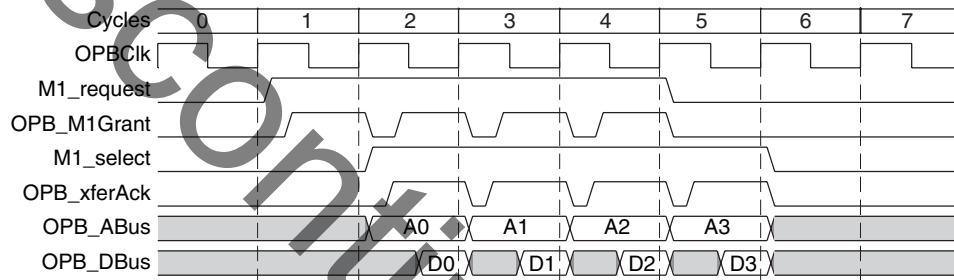 Cycles 0 1 2 3 4 5 6 7
OPBClk
M1_request
OPB_M1Grant
M1_select
OPB_xferAck
OPB_ABus A0 A1 A2 A3
OPB_DBus D0 D1 D2 D3
sconti